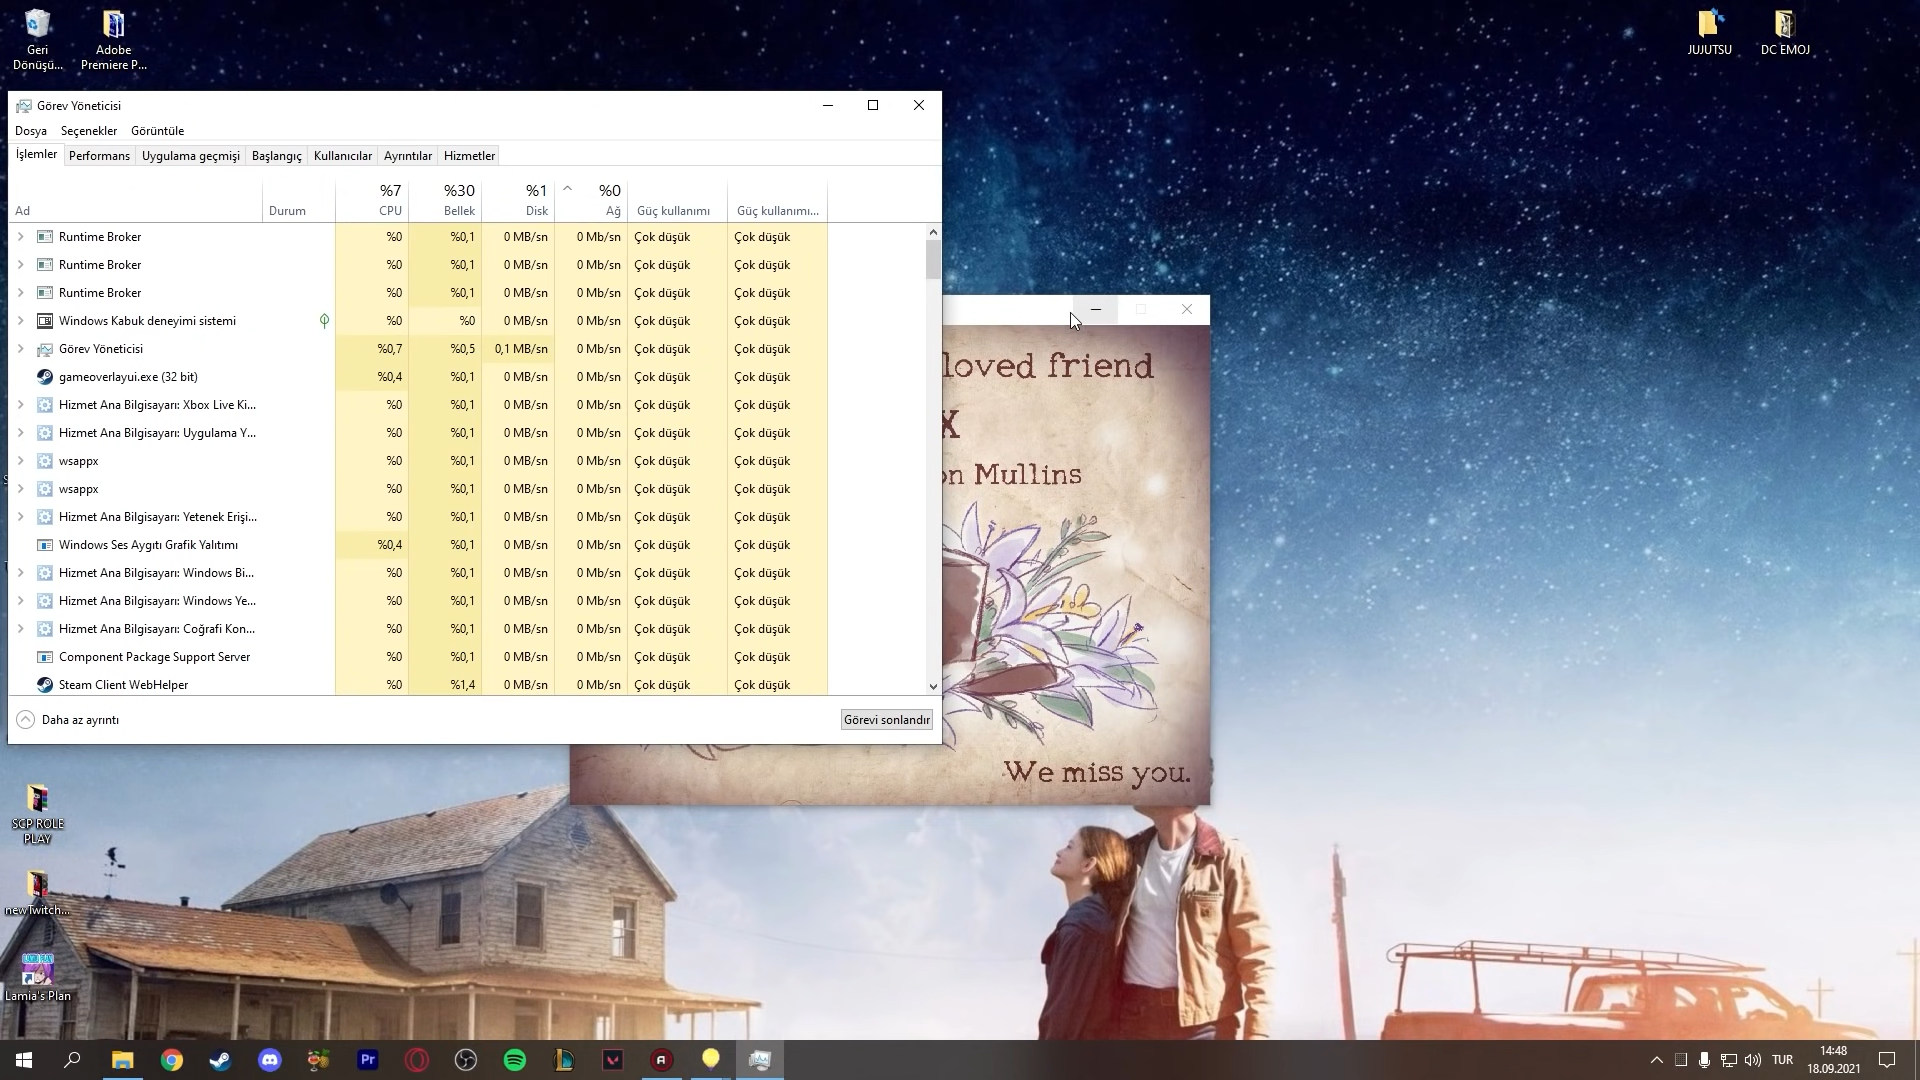 Geri
Dönüşü...
Adobe
Premiere P...
JUJUTSU
DC EMOJ
Görev Yöneticisi
Dosya Seçenekler Görüntüle
İşlemler Performans Uygulama geçmişi Başlangıç Kullanıcılar Ayrıntılar Hizmetler
%7 %30 %1 %0
Ad Durum CPU Bellek Disk Ağ Güç kullanımı Güç kullanımı...
Runtime Broker %0 %0,1 0 MB/sn 0 Mb/sn Çok düşük Çok düşük
Runtime Broker %0 %0,1 0 MB/sn 0 Mb/sn Çok düşük Çok düşük
Runtime Broker %0 %0,1 0 MB/sn 0 Mb/sn Çok düşük Çok düşük
Windows Kabuk deneyimi sistemi %0 %0 0 MB/sn 0 Mb/sn Çok düşük Çok düşük
Görev Yöneticisi %0,7 %0,5 0,1 MB/sn 0 Mb/sn Çok düşük Çok düşük
gameoverlayui.exe (32 bit) %0,4 %0,1 0 MB/sn 0 Mb/sn Çok düşük Çok düşük
Hizmet Ana Bilgisayarı: Xbox Live Ki... %0 %0,1 0 MB/sn 0 Mb/sn Çok düşük Çok düşük
Hizmet Ana Bilgisayarı: Uygulama Y... %0 %0,1 0 MB/sn 0 Mb/sn Çok düşük Çok düşük
wsappx %0 %0,1 0 MB/sn 0 Mb/sn Çok düşük Çok düşük
wsappx %0 %0,1 0 MB/sn 0 Mb/sn Çok düşük Çok düşük
Hizmet Ana Bilgisayarı: Yetenek Erişi... %0 %0,1 0 MB/sn 0 Mb/sn Çok düşük Çok düşük
Windows Ses Aygıtı Grafik Yalıtımı %0,4 %0,1 0 MB/sn 0 Mb/sn Çok düşük Çok düşük
Hizmet Ana Bilgisayarı: Windows Bi... %0 %0,1 0 MB/sn 0 Mb/sn Çok düşük Çok düşük
Hizmet Ana Bilgisayarı: Windows Ye... %0 %0,1 0 MB/sn 0 Mb/sn Çok düşük Çok düşük
Hizmet Ana Bilgisayarı: Coğrafi Kon... %0 %0,1 0 MB/sn 0 Mb/sn Çok düşük Çok düşük
Component Package Support Server %0 %0,1 0 MB/sn 0 Mb/sn Çok düşük Çok düşük
Steam Client WebHelper %0 %1,4 0 MB/sn 0 Mb/sn Çok düşük Çok düşük
Daha az ayrıntı
Görevi sonlandır
loved friend
X
on Mullins
We miss you.
SCP ROLE
PLAY
newTwitch...
Lamia's Plan
Pr
TUR
14:48
18.09.2021